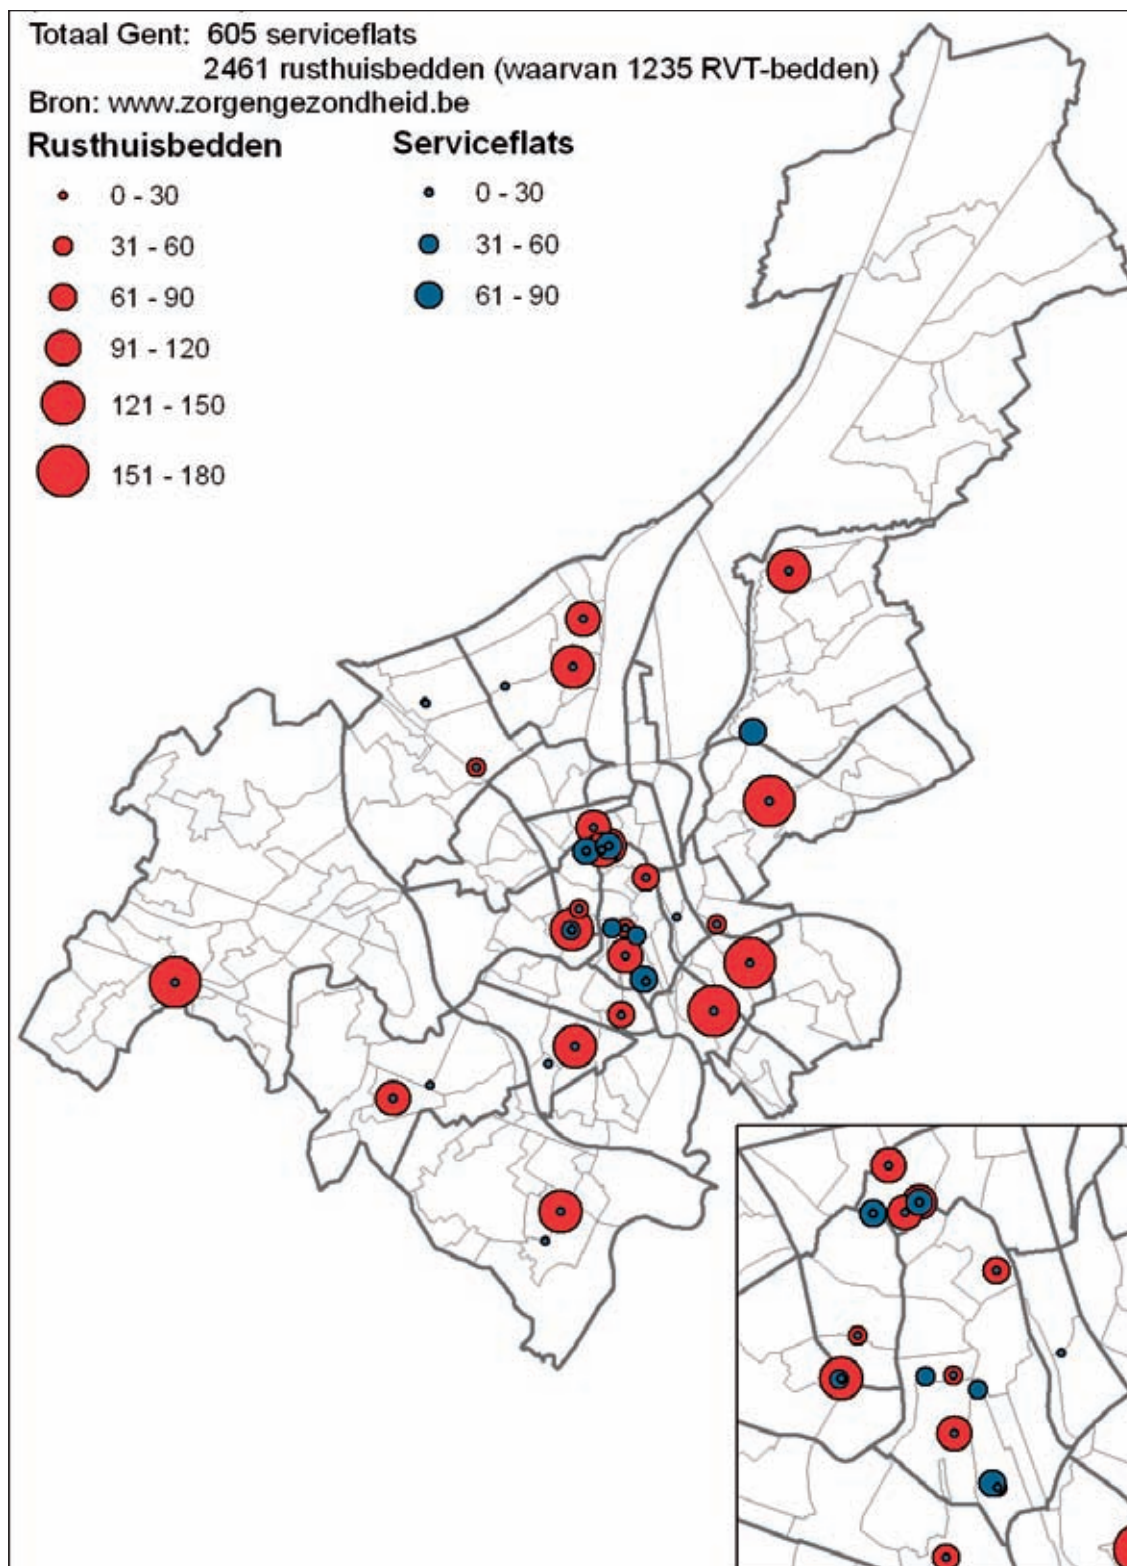 Totaal Gent: 605 serviceflats
2461 rusthuisbedden (waarvan 1235 RVT-bedden)
Bron: www.zorgengezondheid.be
Rusthuisbedden
0 - 30
31 - 60
61 - 90
91 - 120
121 - 150
151 - 180
Serviceflats
0 - 30
31 - 60
61 - 90